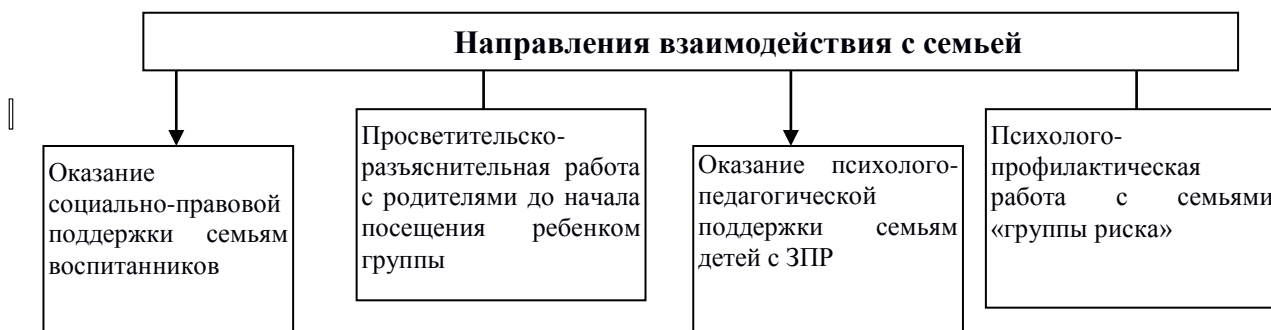 Направления взаимодействия с семьей
Оказание
социально-правовой
поддержки семьям
воспитанников
Просветительско-
разъяснительная работа
с родителями до начала
посещения ребенком
группы
Оказание психолого-
педагогической
поддержки семьям
детей с ЗПР
Психолого-
профилактическая
работа с семьями
«группы риска»